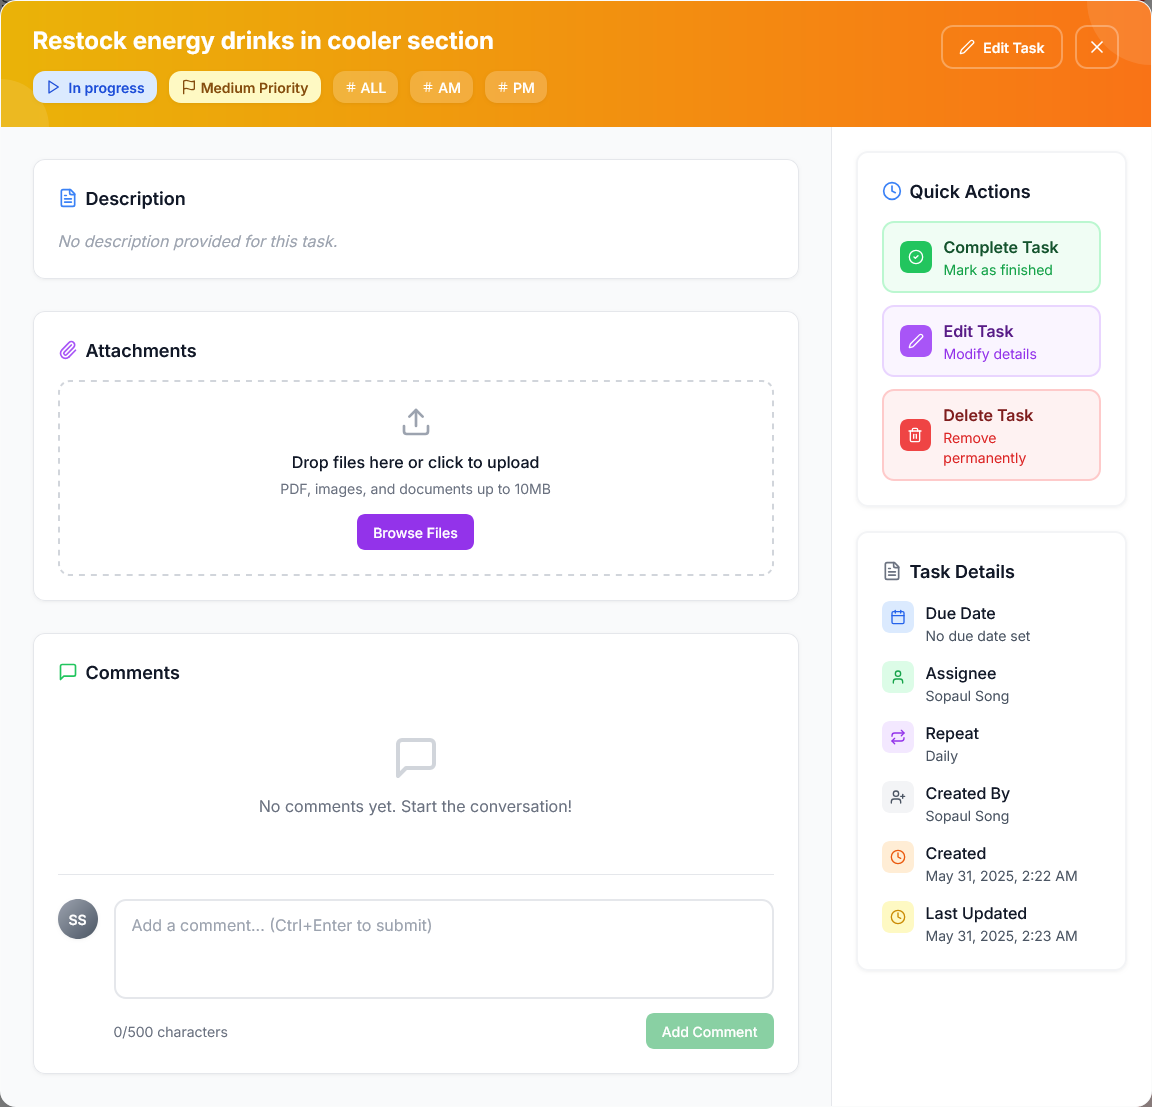 Restock energy drinks in cooler section
Edit Task
In progress
Medium Priority
# ALL
# AM
# PM
Description
No description provided for this task.
Attachments
Drop files here or click to upload
PDF, images, and documents up to 10MB
Browse Files
Comments
No comments yet. Start the conversation!
SS
Add a comment... (Ctrl+Enter to submit)
0/500 characters
Add Comment
Quick Actions
Complete Task
Mark as finished
Edit Task
Modify details
Delete Task
Remove
permanently
Task Details
Due Date
No due date set
Assignee
Sopaul Song
Repeat
Daily
Created By
Sopaul Song
Created
May 31, 2025, 2:22 AM
Last Updated
May 31, 2025, 2:23 AM